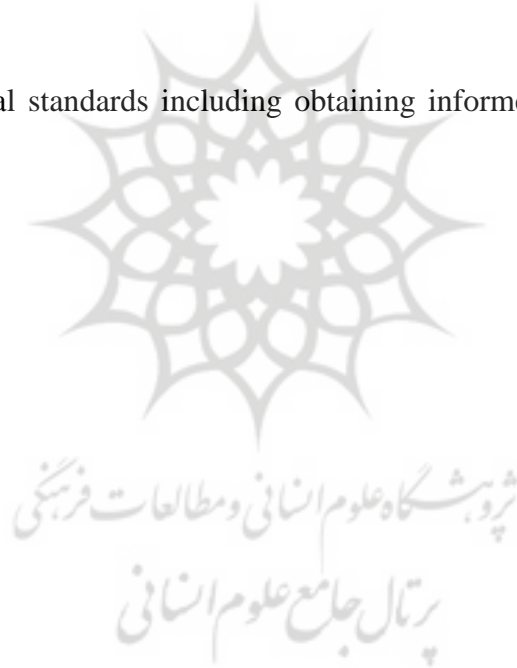 al standards including obtaining informe
پژوهشگاه علوم انسانی و مطالعات فرهنگی
پرتال جامع علوم انسانی